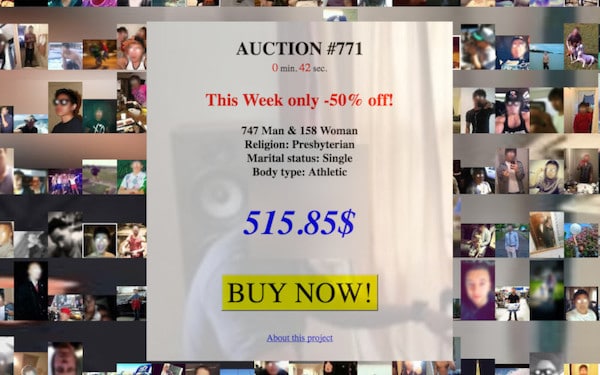 AUCTION #771
0 min. 42 sec.
This Week only -50% off!
747 Man & 158 Woman
Religion: Presbyterian
Marital status: Single
Body type: Athletic
515.85$
BUY NOW!
About this project